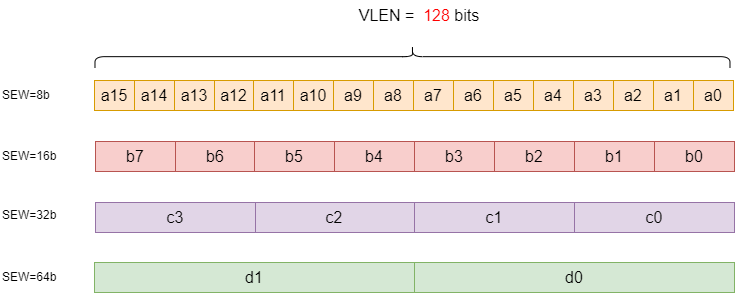 VLEN = 128 bits
SEW=8b a15 a14 a13 a12 a11 a10 a9 a8 a7 a6 a5 a4 a3 a2 a1 a0
SEW=16b b7 b6 b5 b4 b3 b2 b1 b0
SEW=32b c3 c2 c1 c0
SEW=64b d1 d0